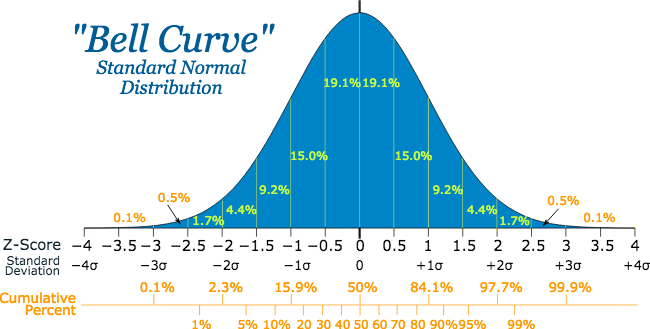 "Bell Curve"
Standard Normal
Distribution
19.1% 19.1%
15.0% 15.0%
9.2% 9.2%
0.5% 0.5%
4.4% 4.4%
0.1% 1.7% 1.7% 0.1%
Z-Score −4 −3.5 −3 −2.5 −2 −1.5 −1 −0.5 0 0.5 1 1.5 2 2.5 3 3.5 4
Standard
Deviation −4σ −3σ −2σ −1σ 0 +1σ +2σ +3σ +4σ
0.1% 2.3% 15.9% 50% 84.1% 97.7% 99.9%
Cumulative
Percent
1% 5% 10% 20 30 40 50 60 70 80 90% 95% 99%